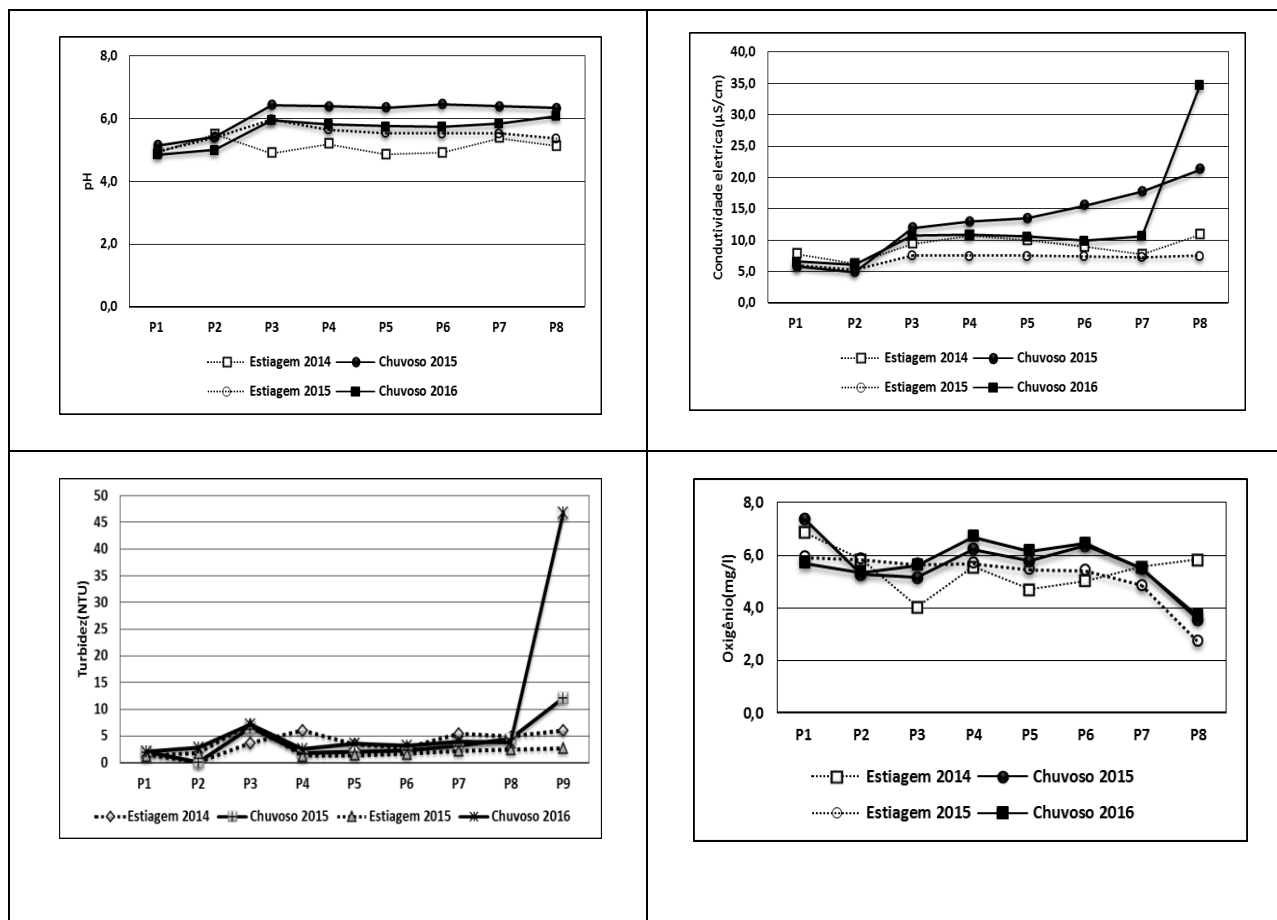 8,0
6,0
4,0
2,0
0,0
pH
P1 P2 P3 P4 P5 P6 P7 P8
Estiagem 2014 Chuvoso 2015
Estiagem 2015 Chuvoso 2016
40,0
35,0
30,0
25,0
20,0
15,0
10,0
5,0
0,0
Condutividade eletrica (µS/cm)
P1 P2 P3 P4 P5 P6 P7 P8
Estiagem 2014 Chuvoso 2015
Estiagem 2015 Chuvoso 2016
50
45
40
35
30
25
20
15
10
5
0
Turbidez(NTU)
P1 P2 P3 P4 P5 P6 P7 P8 P9
Estiagem 2014 Chuvoso 2015 Estiagem 2015 Chuvoso 2016
8,0
6,0
4,0
2,0
0,0
Oxigênio(mg/l)
P1 P2 P3 P4 P5 P6 P7 P8
Estiagem 2014 Chuvoso 2015
Estiagem 2015 Chuvoso 2016